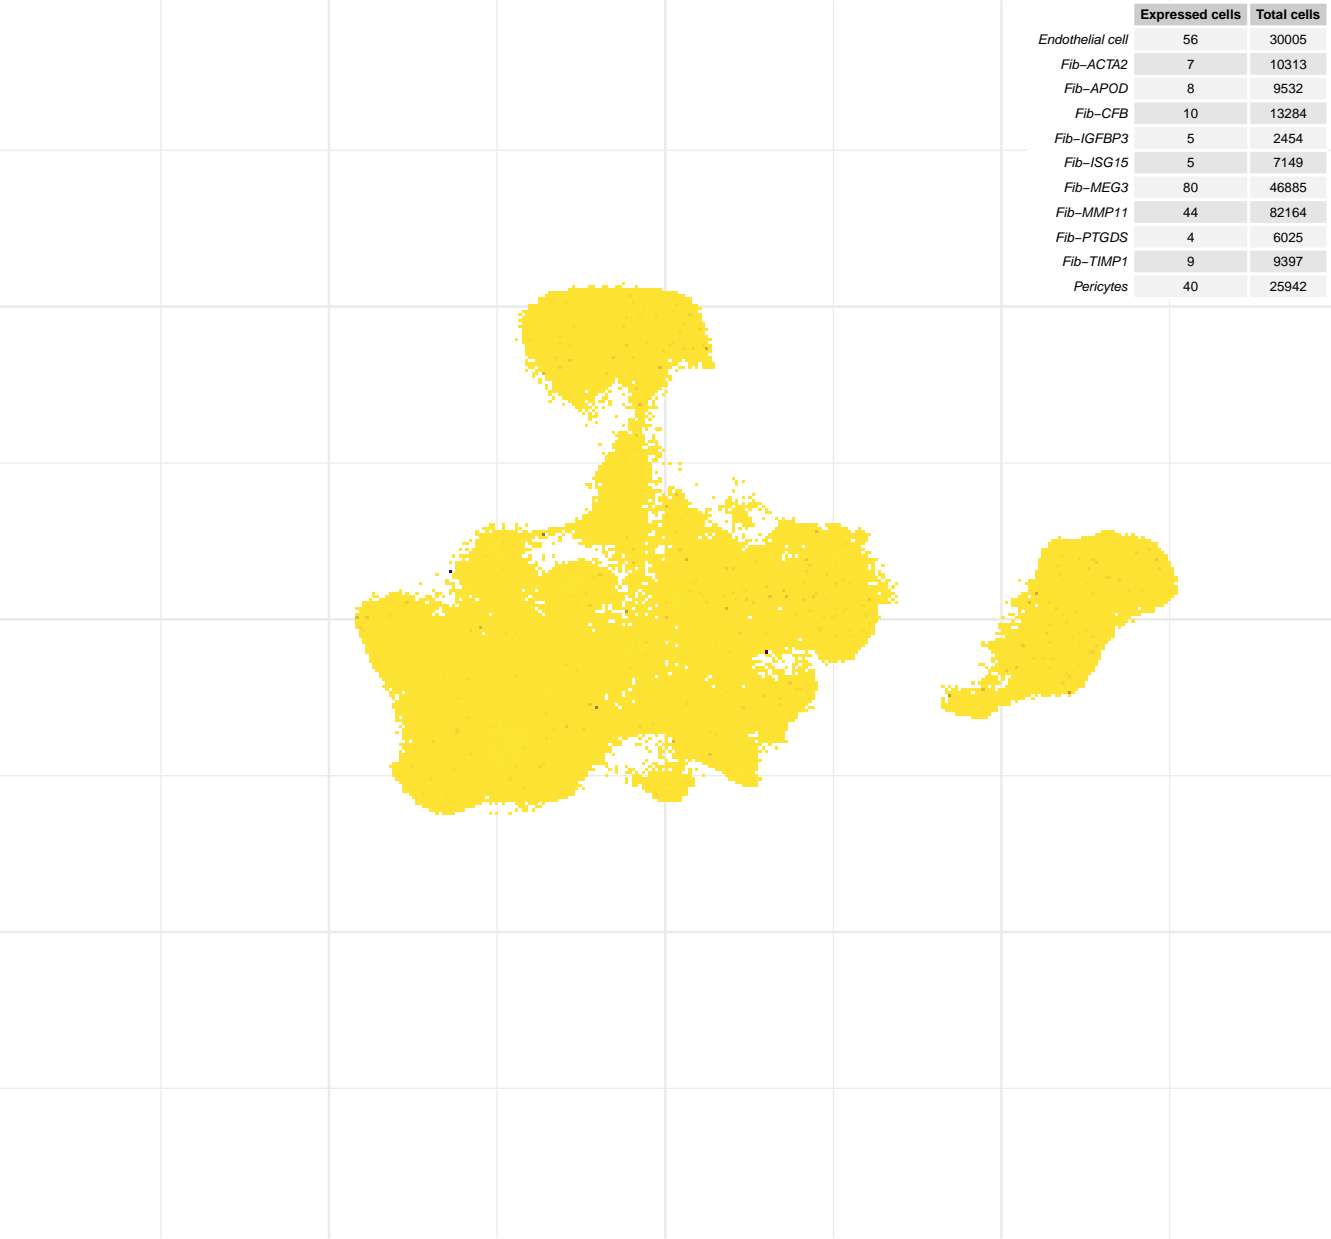 Expressed cells Total cells
Endothelial cell 56 30005
Fib−ACTA2 7 10313
Fib−APOD 8 9532
Fib−CFB 10 13284
Fib−IGFBP3 5 2454
Fib−ISG15 5 7149
Fib−MEG3 80 46885
Fib−MMP11 44 82164
Fib−PTGDS 4 6025
Fib−TIMP1 9 9397
Pericytes 40 25942